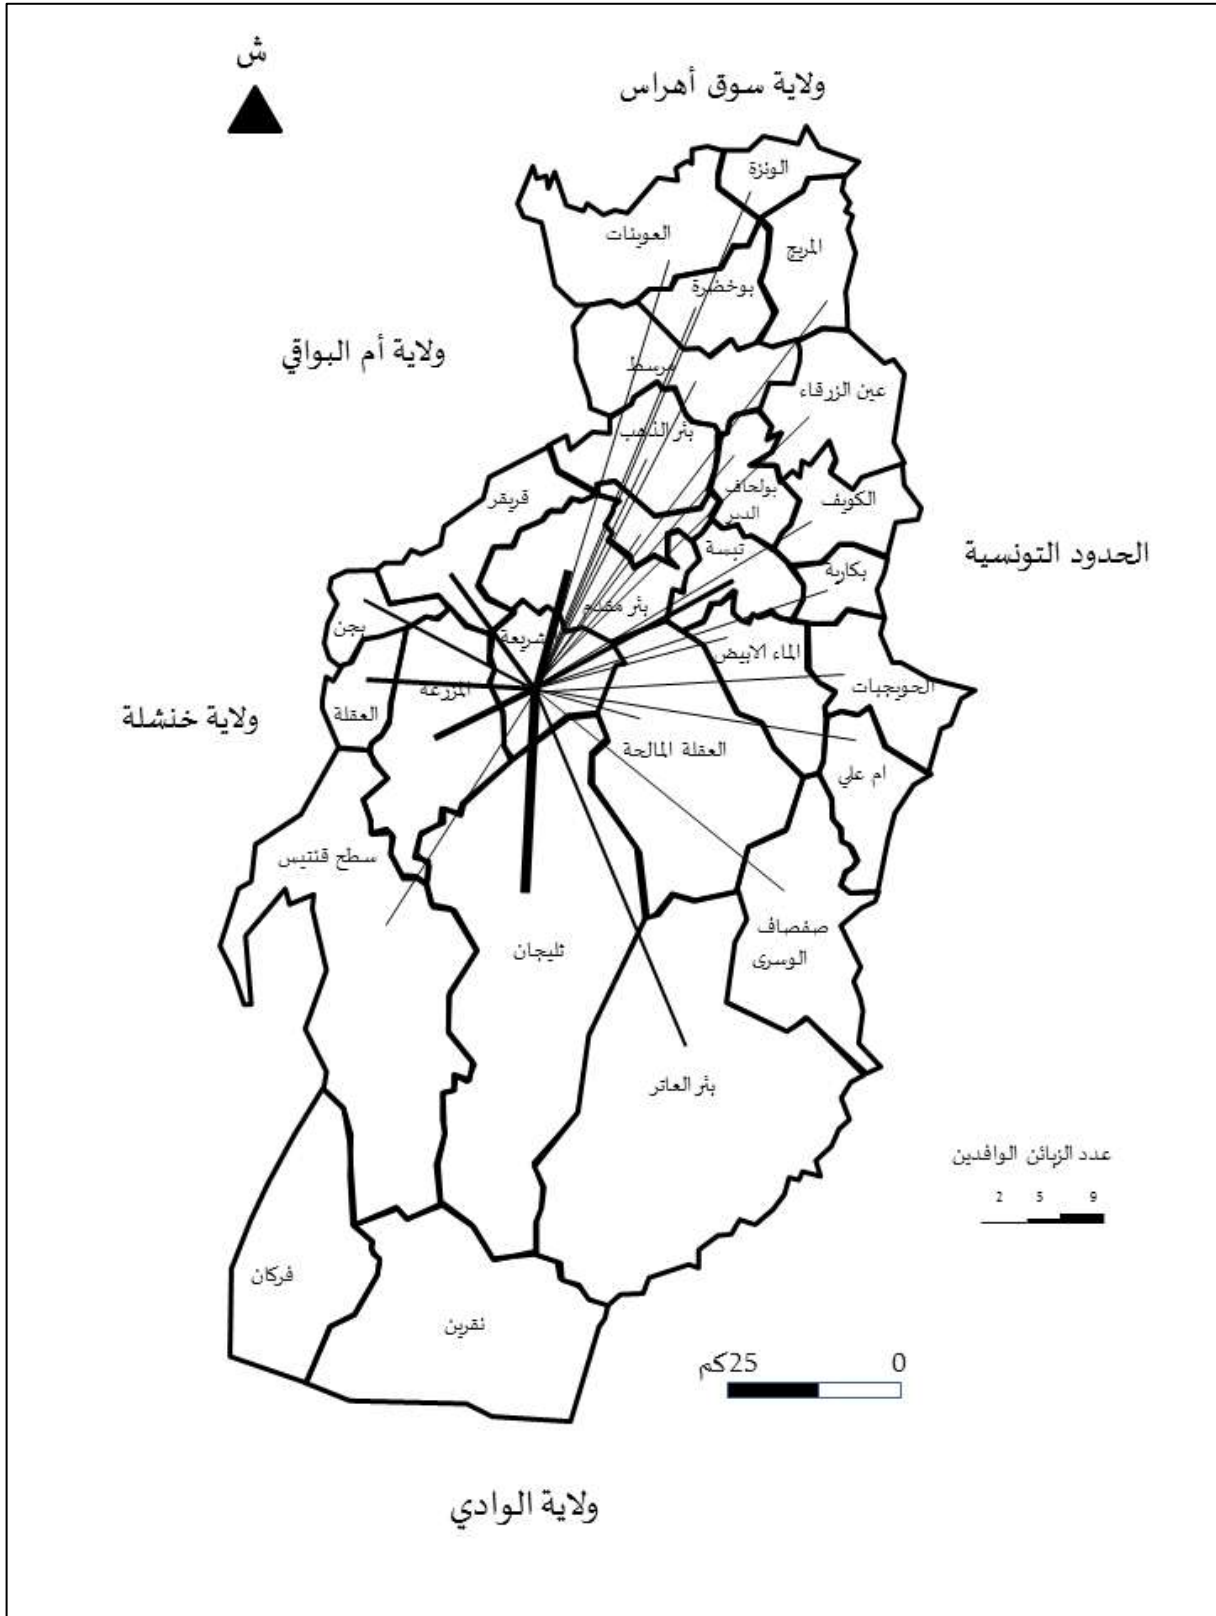 ش
ولاية سوق أهراس
الونزة
العوينات
المريج
بوخضرة
ولاية أم البواقي
مرسط
عين الزرقاء
بئر الذهب
قريقر
بولحاف
الدير
الكويف
تبسة
الحدود التونسية
بكارية
بئر مقدم
بجن
شريعة
الماء الابيض
المزرعة
الحويجبات
العقلة
ولاية خنشلة
العقلة المالحة
ام علي
سطح قنتيس
صفصاف
الوسرى
ثليجان
بئر العاتر
عدد الزبائن الوافدين
2 5 9
فركان
نقرين
25كم 0
ولاية الوادي